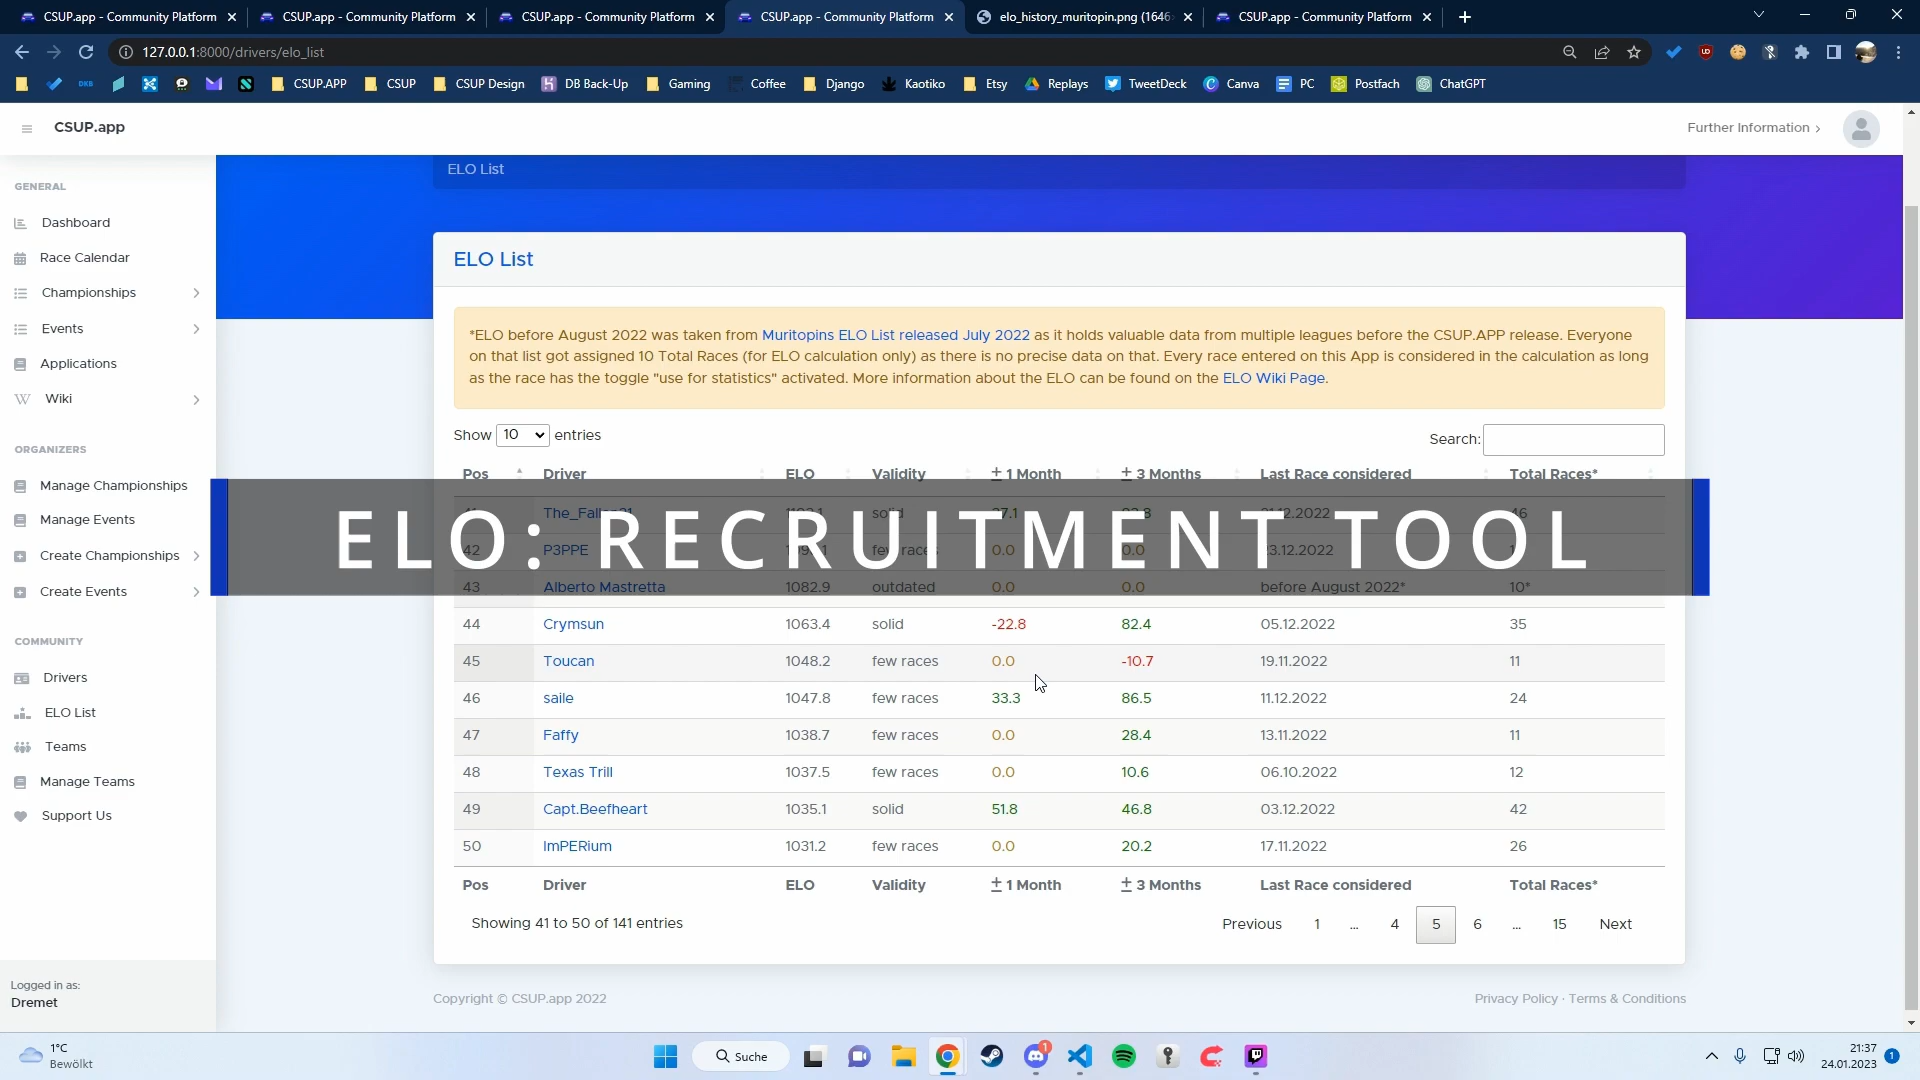 CSUP.app - Community Platform
CSUP.app - Community Platform
CSUP.app - Community Platform
CSUP.app - Community Platform
elo_history_muritopin.png (1646
CSUP.app - Community Platform
127.0.0.1:8000/drivers/elo_list
DKB
CSUP.APP
CSUP
CSUP Design
DB Back-Up
Gaming
Coffee
Django
Kaotiko
Etsy
Replays
TweetDeck
Canva
PC
Postfach
ChatGPT
CSUP.app
Further Information
GENERAL
Dashboard
Race Calendar
Championships
Events
Applications
Wiki
ORGANIZERS
Manage Championships
Manage Events
Create Championships
Create Events
COMMUNITY
Drivers
ELO List
Teams
Manage Teams
Support Us
Logged in as:
Dremet
ELO List
ELO List
*ELO before August 2022 was taken from Muritopins ELO List released July 2022 as it holds valuable data from multiple leagues before the CSUP.APP release. Everyone
on that list got assigned 10 Total Races (for ELO calculation only) as there is no precise data on that. Every race entered on this App is considered in the calculation as long
as the race has the toggle "use for statistics" activated. More information about the ELO can be found on the ELO Wiki Page.
Show 10 entries
Search:
Pos Driver ELO Validity ± 1 Month ± 3 Months Last Race considered Total Races*
ELO: RECRUITMENT TOOL
42 P3PPE few races 0.0 0.0
43 Alberto Mastretta 1082.9 outdated 0.0 0.0 before August 2022* 10*
44 Crymsun 1063.4 solid -22.8 82.4 05.12.2022 35
45 Toucan 1048.2 few races 0.0 -10.7 19.11.2022 11
46 saile 1047.8 few races 33.3 86.5 11.12.2022 24
47 Faffy 1038.7 few races 0.0 28.4 13.11.2022 11
48 Texas Trill 1037.5 few races 0.0 10.6 06.10.2022 12
49 Capt.Beefheart 1035.1 solid 51.8 46.8 03.12.2022 42
50 ImPERium 1031.2 few races 0.0 20.2 17.11.2022 26
Pos Driver ELO Validity ± 1 Month ± 3 Months Last Race considered Total Races*
Showing 41 to 50 of 141 entries
Previous 1 ... 4 5 6 ... 15 Next
Copyright © CSUP.app 2022
Privacy Policy · Terms & Conditions
1°C
Bewölkt
Suche
1
21:37
24.01.2023
1